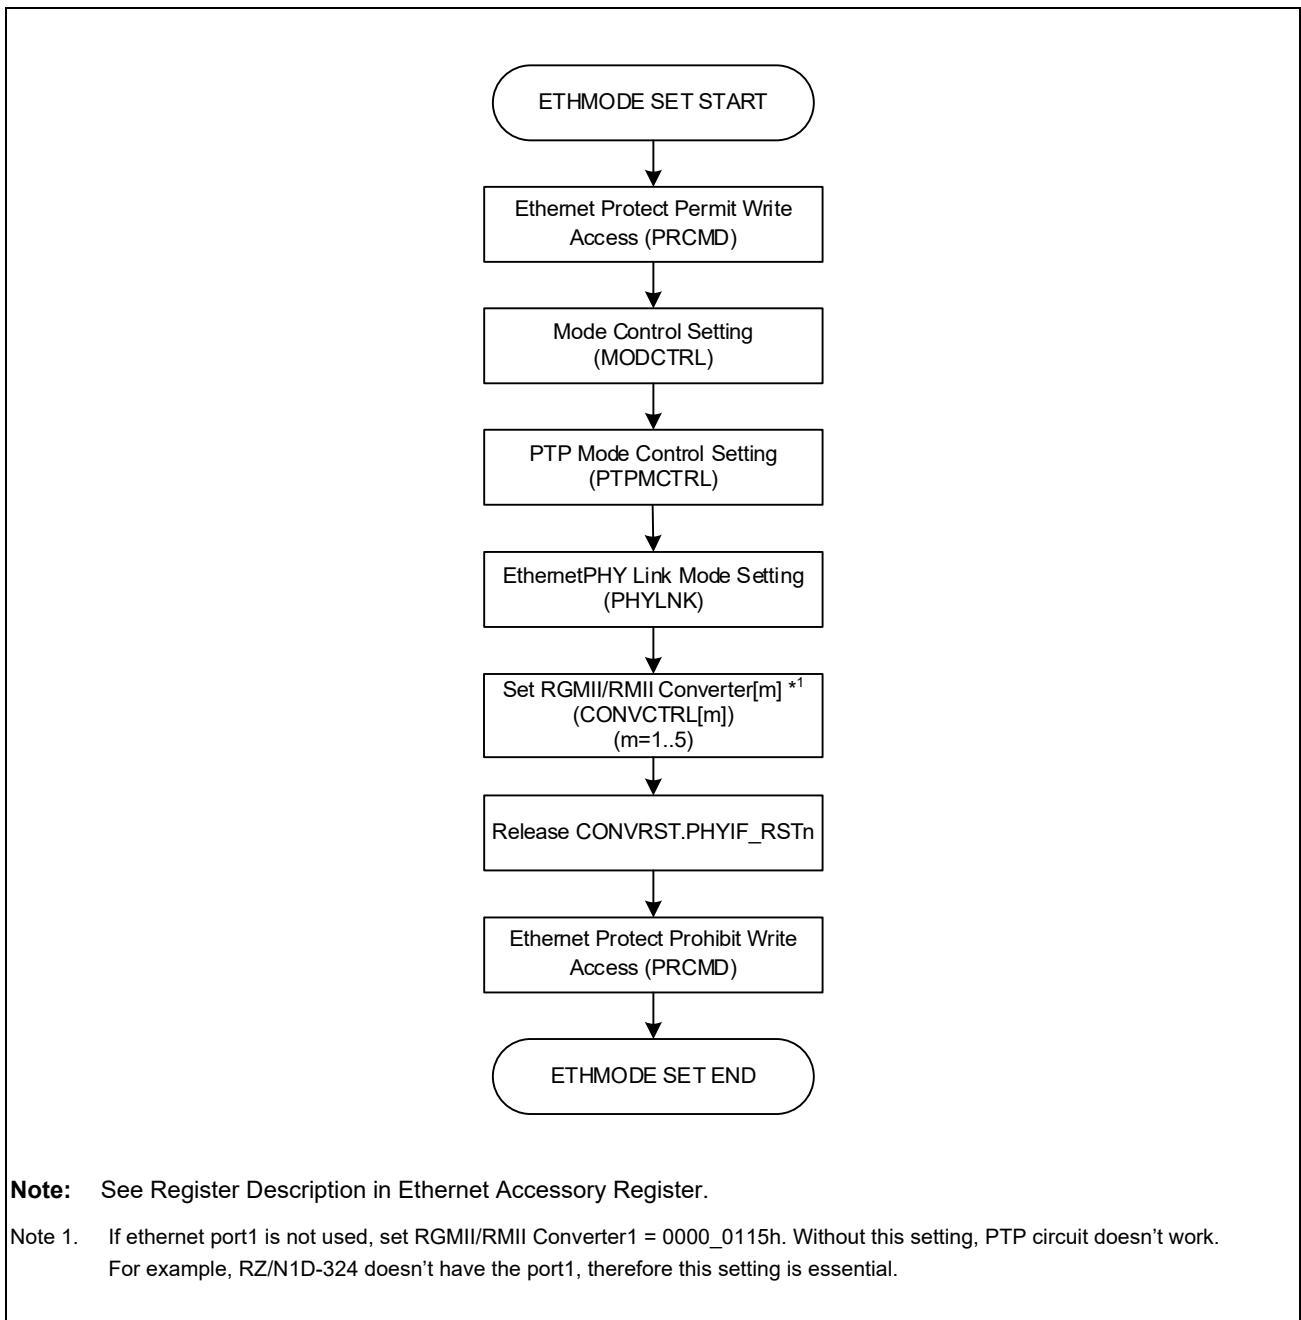 ETHMODE SET START
Ethernet Protect Permit Write
Access (PRCMD)
Mode Control Setting
(MODCTRL)
PTP Mode Control Setting
(PTPMCTRL)
EthernetPHY Link Mode Setting
(PHYLNK)
Set RGMII/RMII Converter[m] *1
(CONVCTRL[m])
(m=1..5)
Release CONVRST.PHYIF_RSTn
Ethernet Protect Prohibit Write
Access (PRCMD)
ETHMODE SET END
Note: See Register Description in Ethernet Accessory Register.
Note 1. If ethernet port1 is not used, set RGMII/RMII Converter1 = 0000_0115h. Without this setting, PTP circuit doesn’t work.
For example, RZ/N1D-324 doesn’t have the port1, therefore this setting is essential.